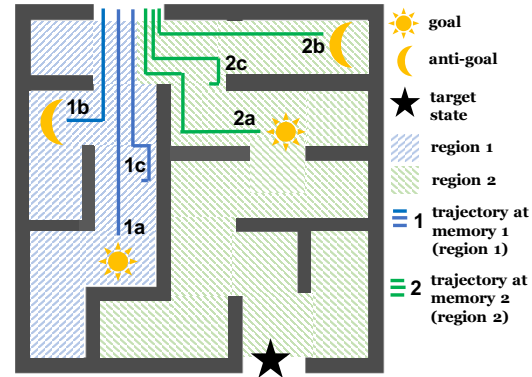 2b
2c
1b
2a
1c
1a
goal
anti-goal
target
state
region 1
region 2
1 trajectory at
memory 1
(region 1)
2 trajectory at
memory 2
(region 2)